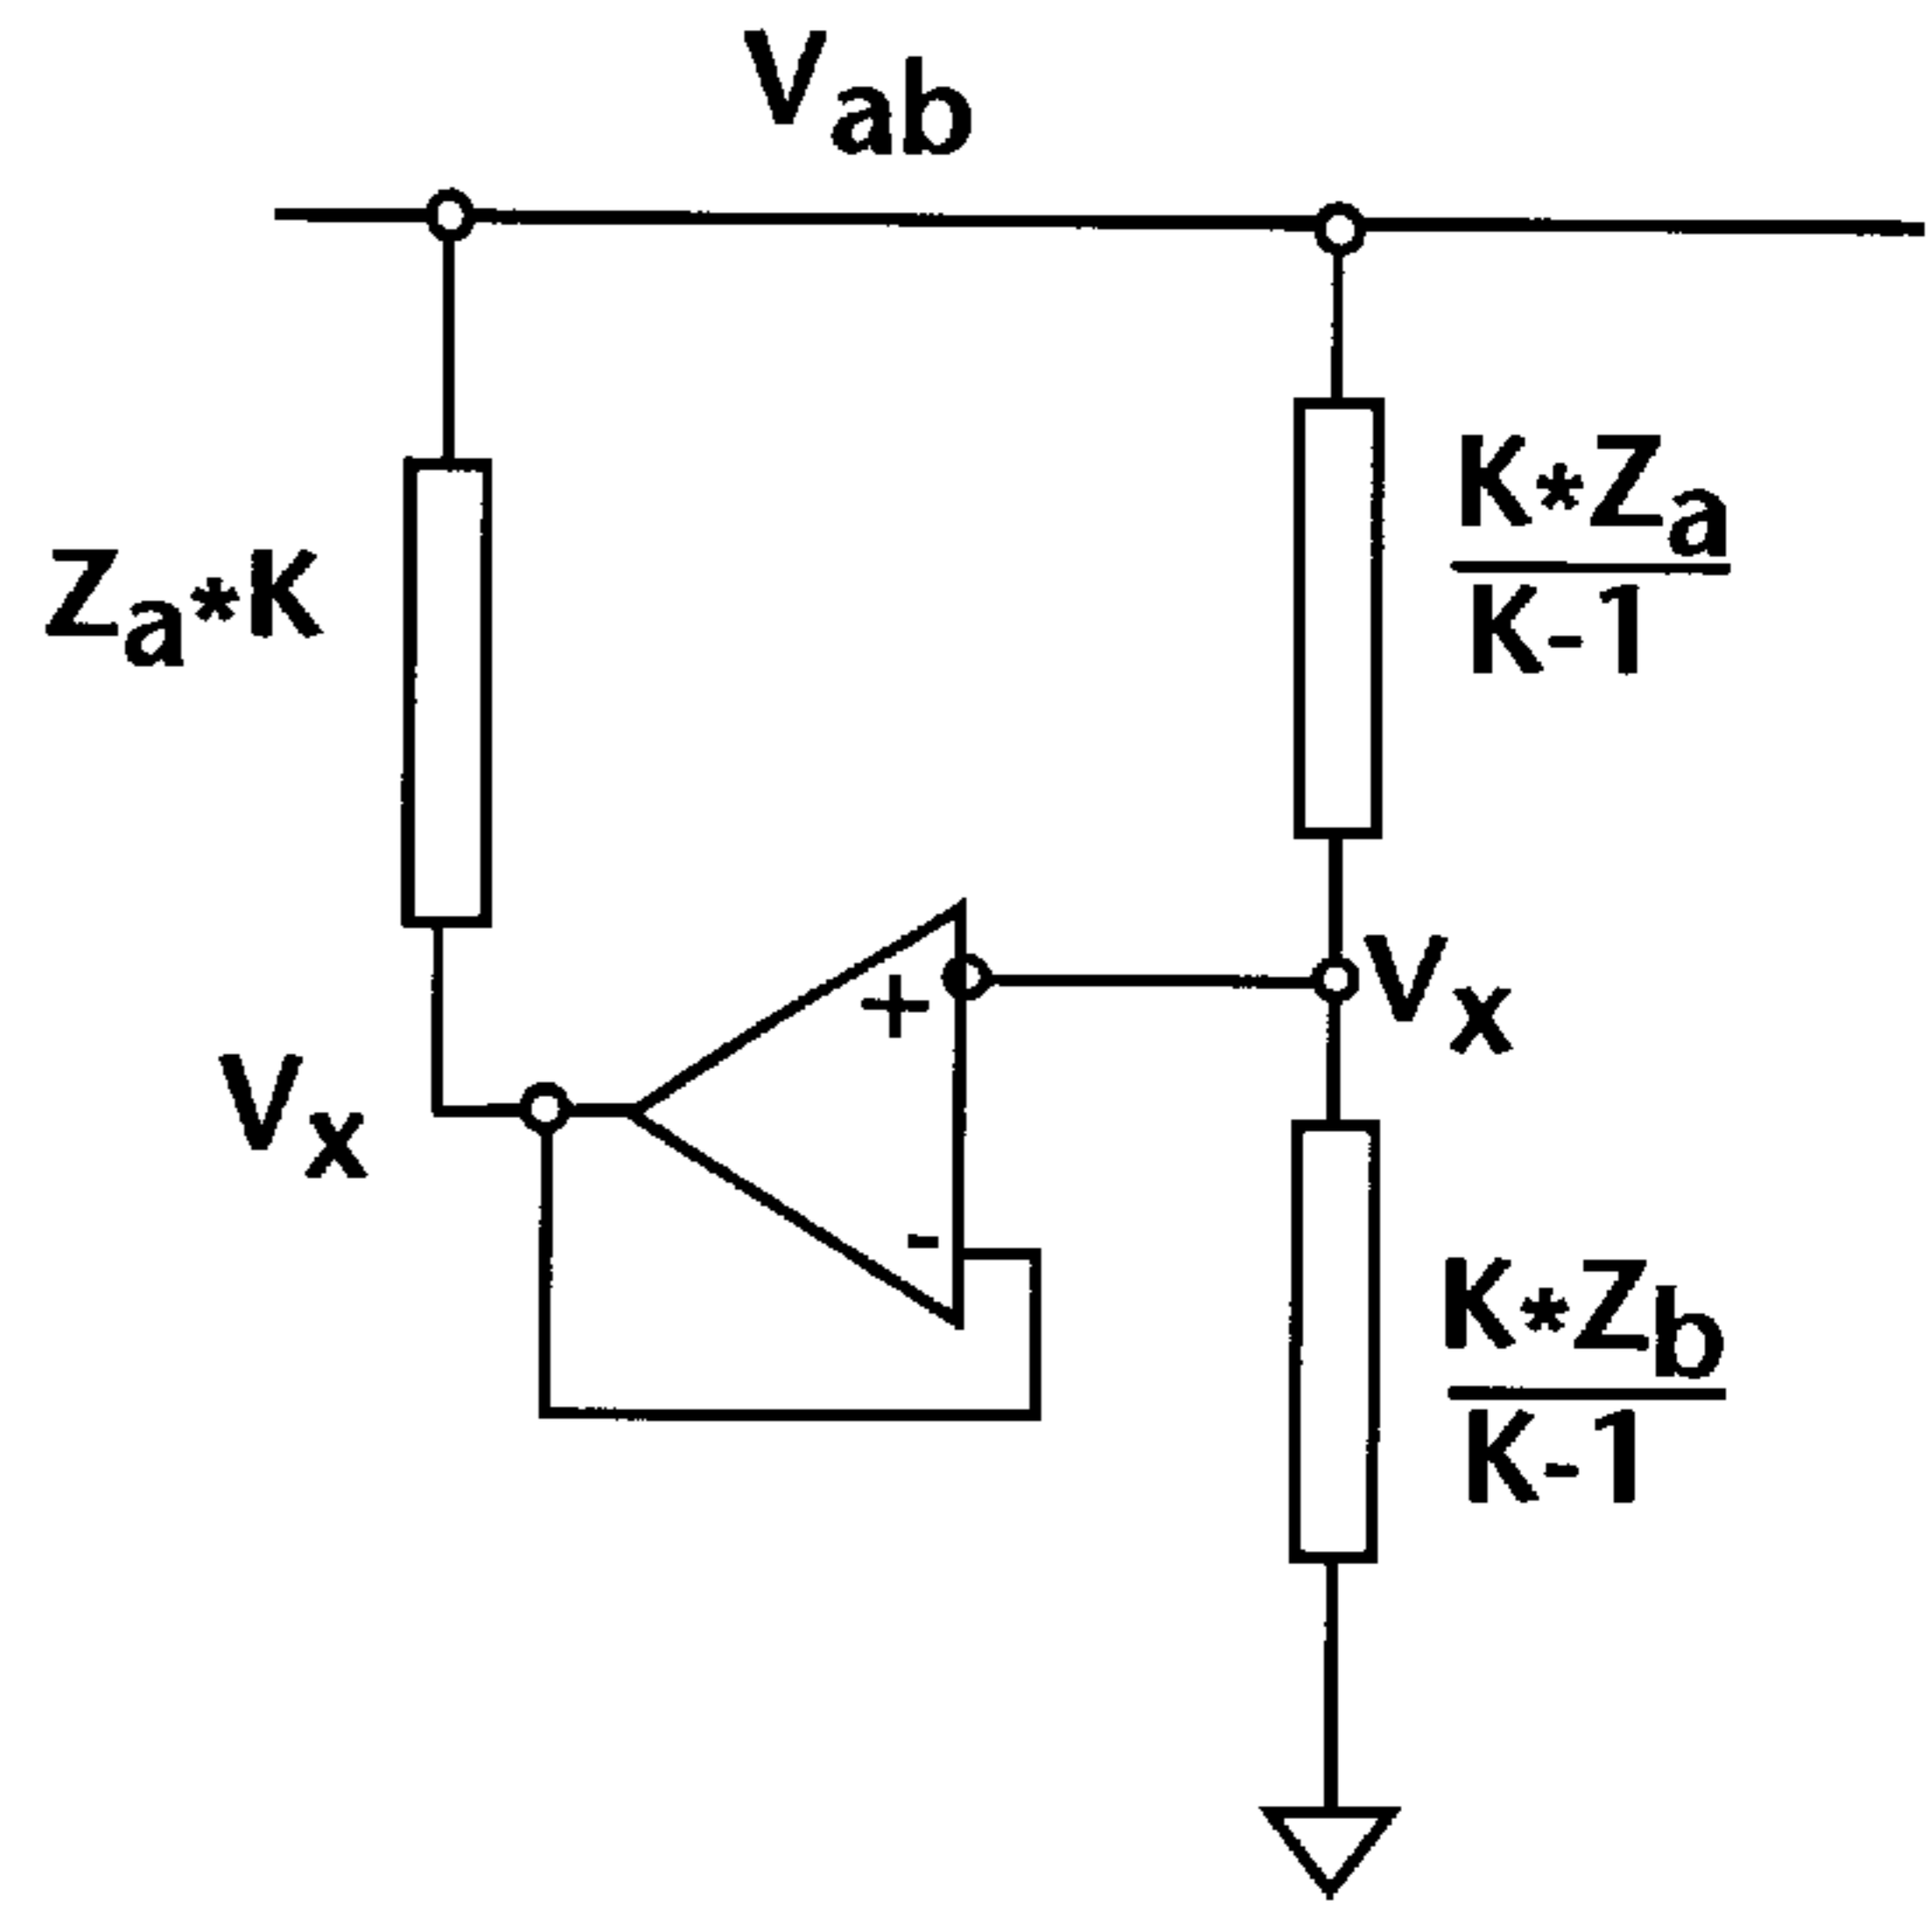 Vab
K*Za
K-1
Za*K
Vx
+
Vx
-
K*Zb
K-1